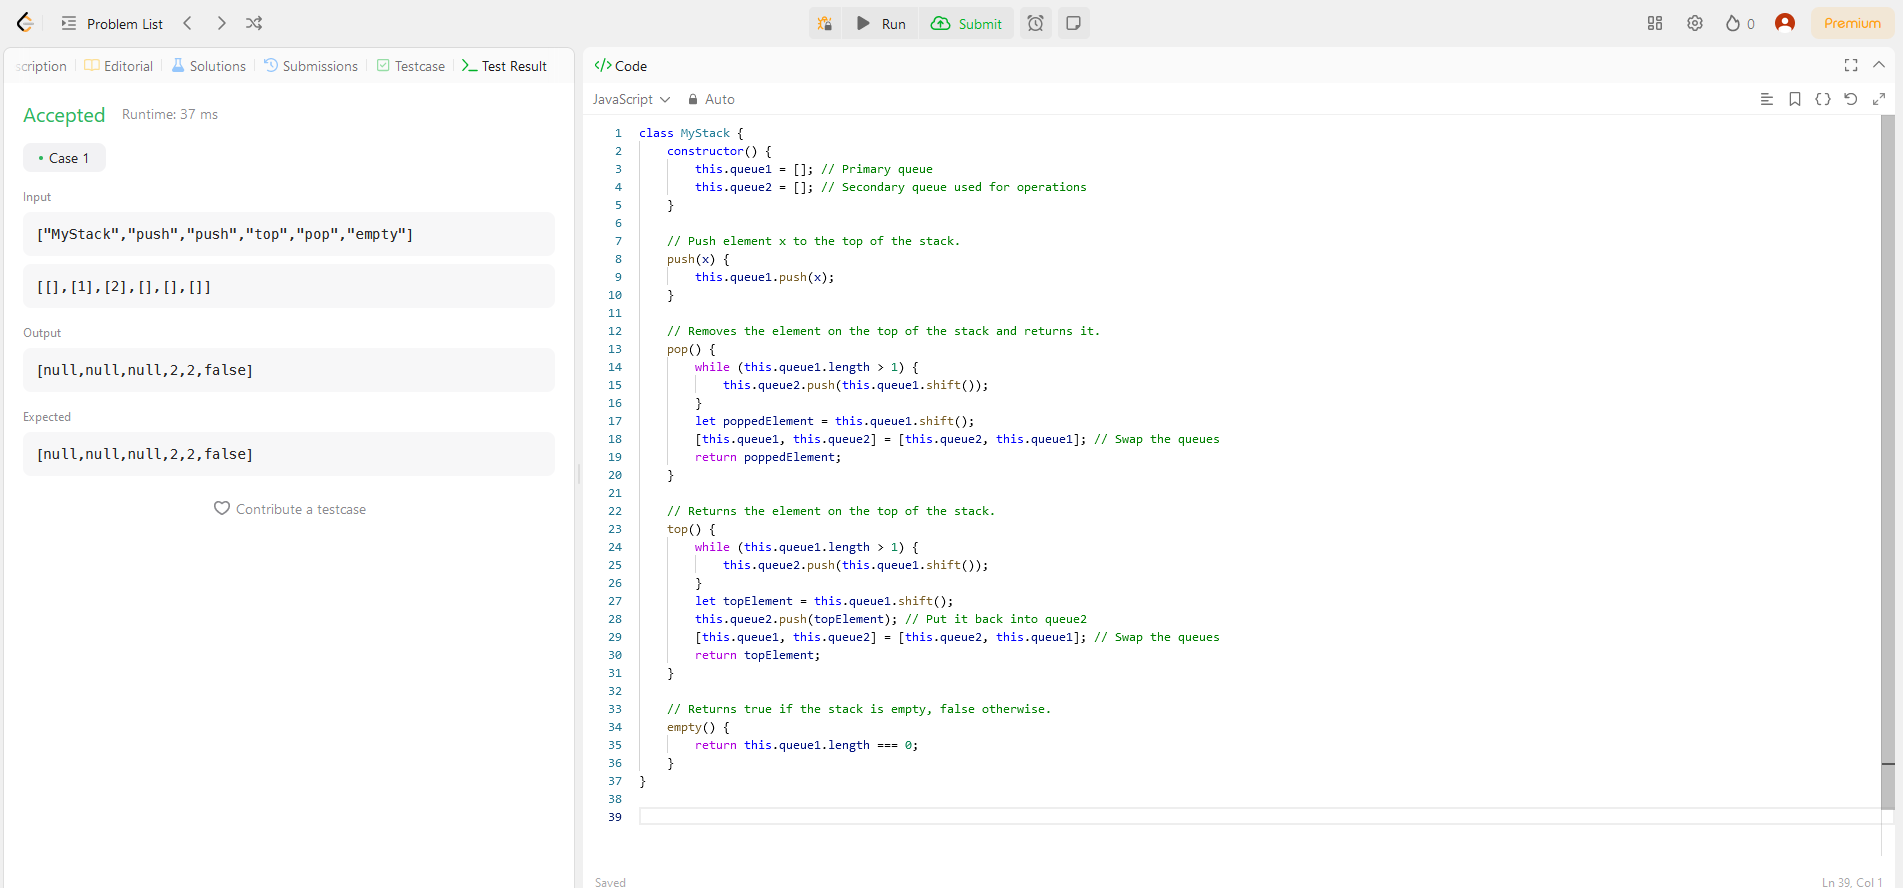 Problem List
Run
Submit
0
Premium
scription
Editorial
Solutions
Submissions
Testcase
Test Result
Accepted
Runtime: 37 ms
• Case 1
Input
["MyStack","push","push","top","pop","empty"]
[[],[1],[2],[],[],[]]
Output
[null,null,null,2,2,false]
Expected
[null,null,null,2,2,false]
Contribute a testcase
</> Code
JavaScript
Auto
1 class MyStack {
2     constructor() {
3         this.queue1 = []; // Primary queue
4         this.queue2 = []; // Secondary queue used for operations
5     }
6
7     // Push element x to the top of the stack.
8     push(x) {
9         this.queue1.push(x);
10     }
11
12     // Removes the element on the top of the stack and returns it.
13     pop() {
14         while (this.queue1.length > 1) {
15             this.queue2.push(this.queue1.shift());
16         }
17         let poppedElement = this.queue1.shift();
18         [this.queue1, this.queue2] = [this.queue2, this.queue1]; // Swap the queues
19         return poppedElement;
20     }
21
22     // Returns the element on the top of the stack.
23     top() {
24         while (this.queue1.length > 1) {
25             this.queue2.push(this.queue1.shift());
26         }
27         let topElement = this.queue1.shift();
28         this.queue2.push(topElement); // Put it back into queue2
29         [this.queue1, this.queue2] = [this.queue2, this.queue1]; // Swap the queues
30         return topElement;
31     }
32
33     // Returns true if the stack is empty, false otherwise.
34     empty() {
35         return this.queue1.length === 0;
36     }
37 }
38
39
Saved
Ln 39, Col 1